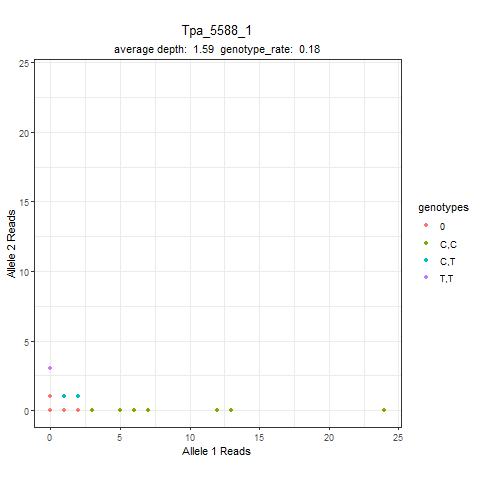 Tpa_5588_1
average depth: 1.59 genotype_rate: 0.18
25
20
15
10
5
0
Allele 2 Reads
0 5 10 15 20 25
Allele 1 Reads
genotypes
0
C,C
C,T
T,T